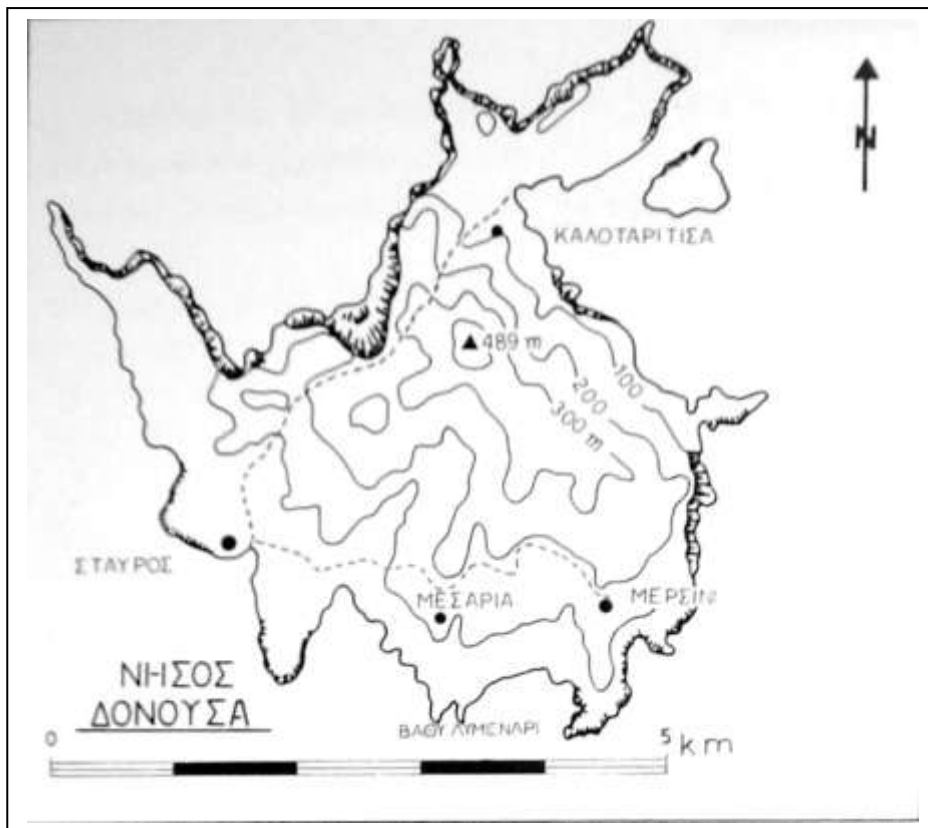 N
ΚΑΛΟΤΑΡΙΤΙΣΑ
489 m
100
200
300 m
ΣΤΑΥΡΟΣ
ΜΕΣΑΡΙΑ
ΜΕΡΣΙΝΙ
ΝΗΣΟΣ
ΔΟΝΟΥΣΑ
ΒΑΘΥ ΛΥΜΕΝΑΡΙ
0
5 km